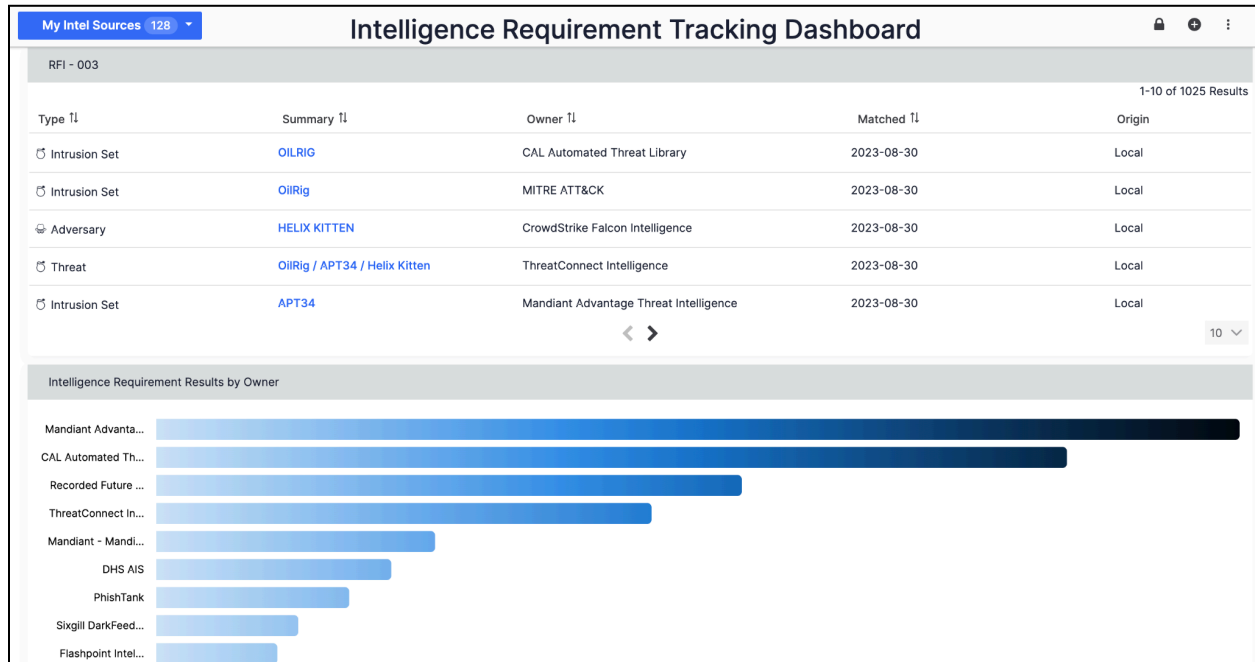 My Intel Sources 128
Intelligence Requirement Tracking Dashboard
RFI - 003
1-10 of 1025 Results
Type Summary Owner Matched Origin
Intrusion Set OILRIG CAL Automated Threat Library 2023-08-30 Local
Intrusion Set OilRig MITRE ATT&CK 2023-08-30 Local
Adversary HELIX KITTEN CrowdStrike Falcon Intelligence 2023-08-30 Local
Threat OilRig / APT34 / Helix Kitten ThreatConnect Intelligence 2023-08-30 Local
Intrusion Set APT34 Mandiant Advantage Threat Intelligence 2023-08-30 Local
10
Intelligence Requirement Results by Owner
Mandiant Advanta...
CAL Automated Th...
Recorded Future ...
ThreatConnect In...
Mandiant - Mandi...
DHS AIS
PhishTank
Sixgill DarkFeed...
Flashpoint Intel...